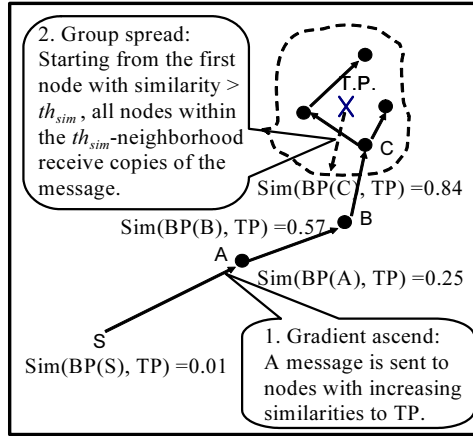 2. Group spread:
Starting from the first
node with similarity >
th_sim, all nodes within
the th_sim-neighborhood
receive copies of the
message.
T.P.
X
C
Sim(BP(C), TP) =0.84
Sim(BP(B), TP) =0.57
B
A
Sim(BP(A), TP) =0.25
S
Sim(BP(S), TP) =0.01
1. Gradient ascend:
A message is sent to
nodes with increasing
similarities to TP.